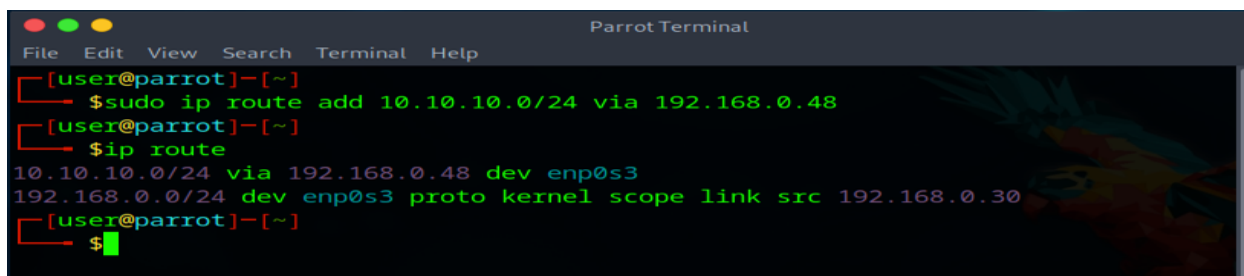 Parrot Terminal
File Edit View Search Terminal Help
[user@parrot]─[~]
$sudo ip route add 10.10.10.0/24 via 192.168.0.48
[user@parrot]─[~]
$ip route
10.10.10.0/24 via 192.168.0.48 dev enp0s3
192.168.0.0/24 dev enp0s3 proto kernel scope link src 192.168.0.30
[user@parrot]─[~]
$